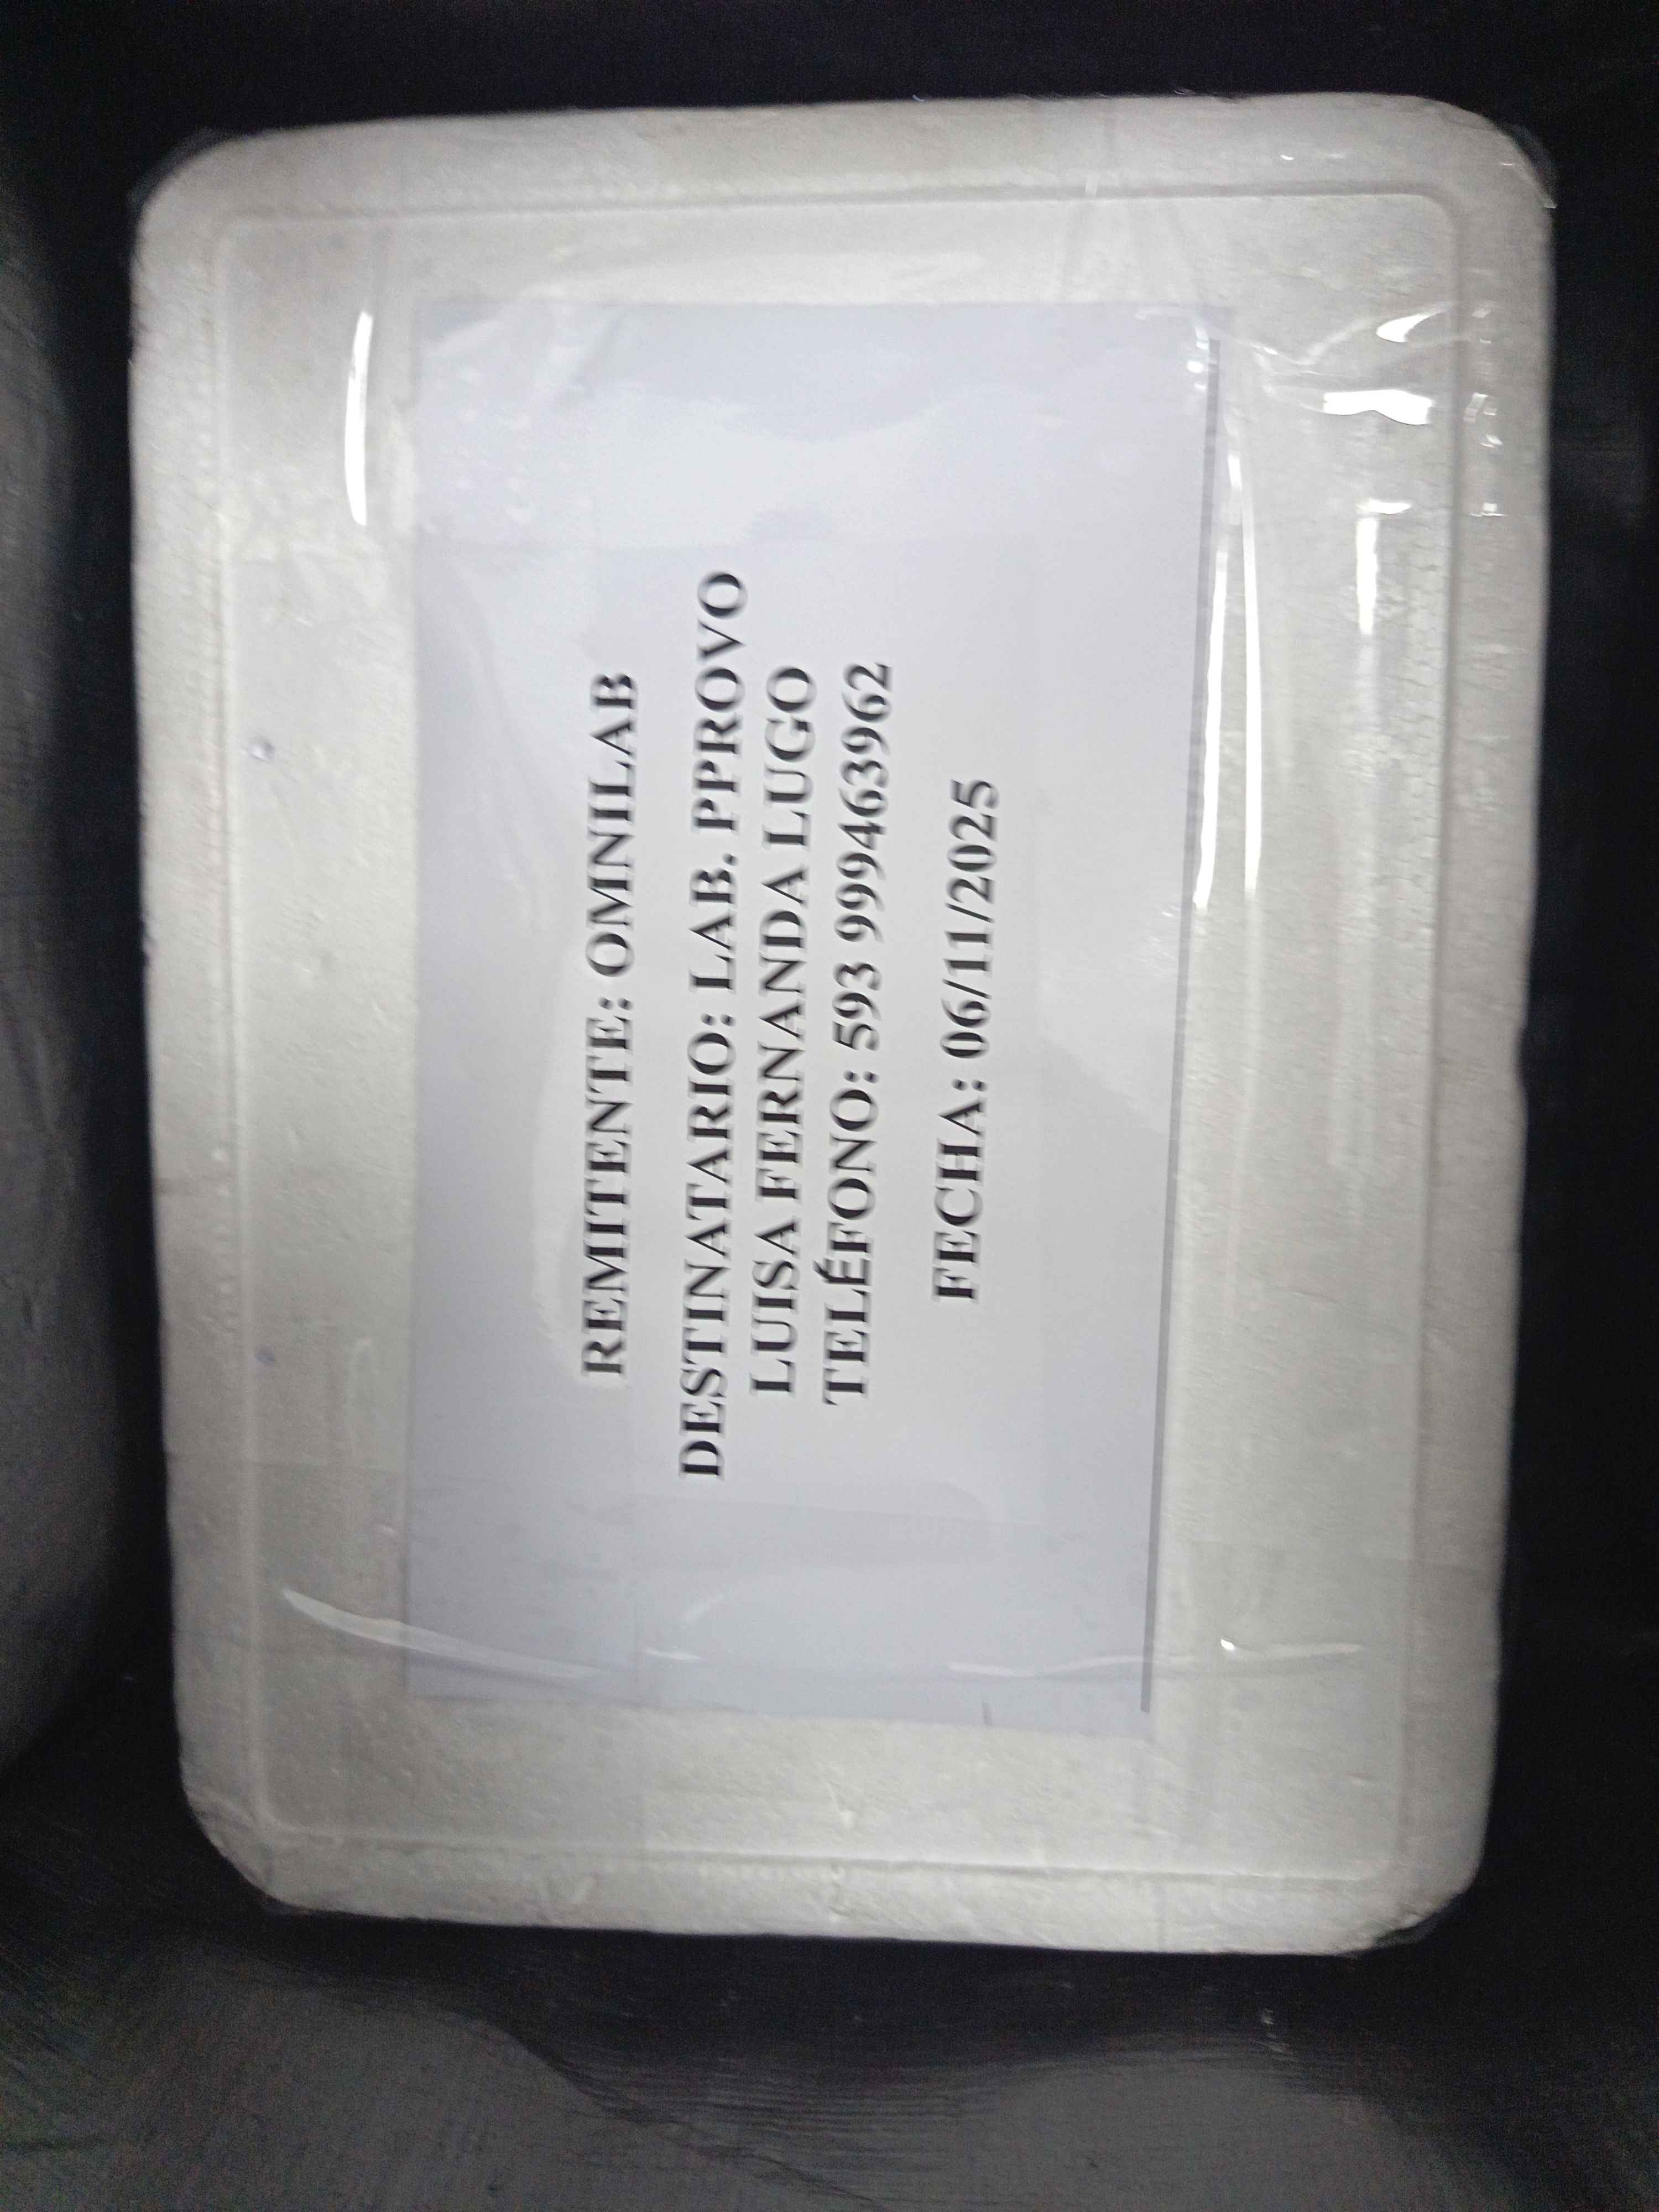 REMITENTE: OMNILAB
DESTINATARIO: LAB. PPROVO
LUISA FERNANDA LUGO
TELÉFONO: 593 999463962
FECHA: 06/11/2025